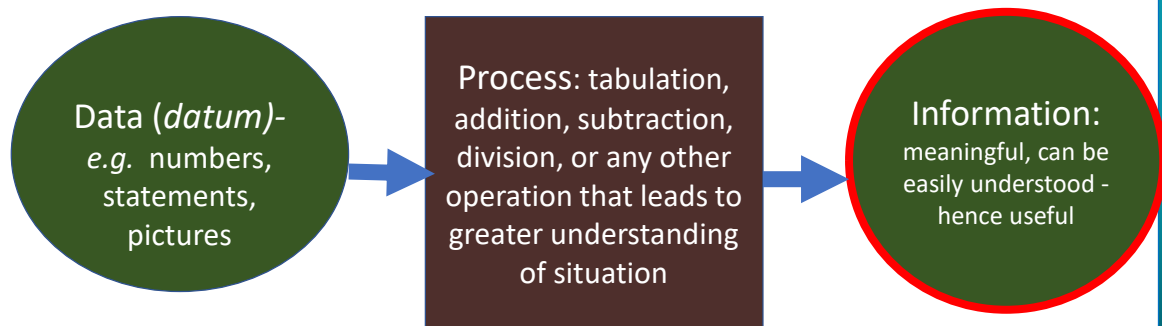 Data (datum)-
e.g. numbers,
statements,
pictures
Process: tabulation,
addition, subtraction,
division, or any other
operation that leads to
greater understanding
of situation
Information:
meaningful, can be
easily understood -
hence useful